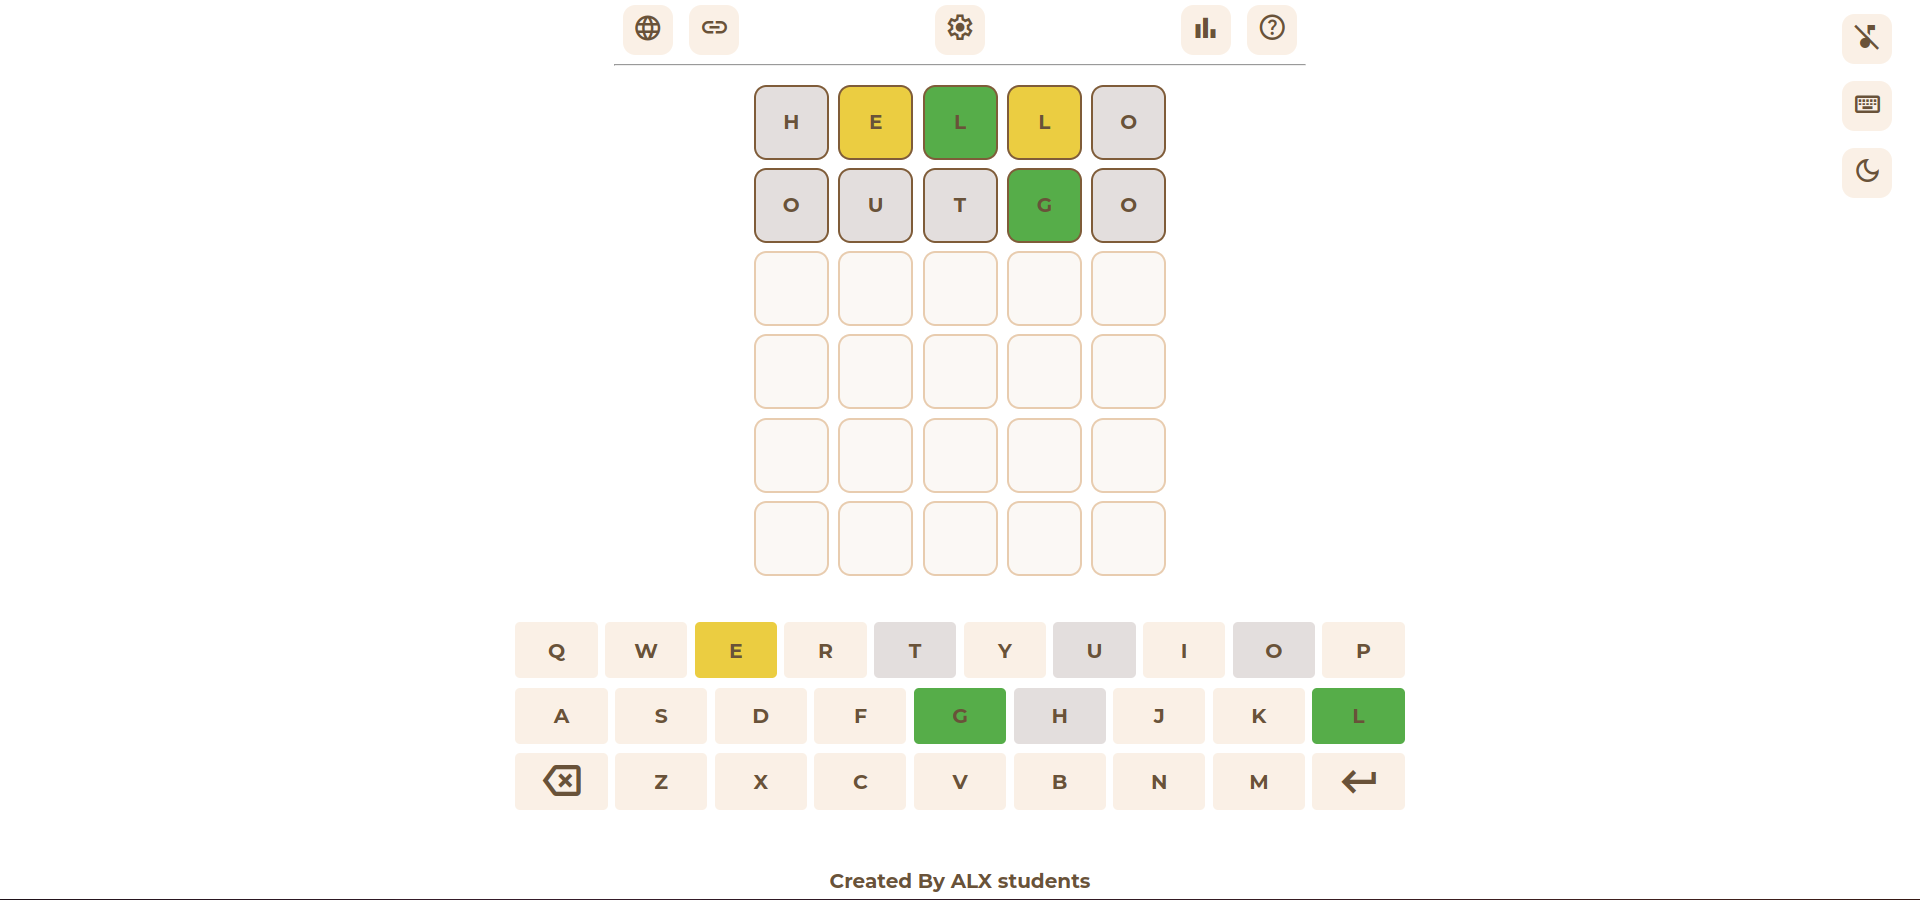 H E L L O
O U T G O
Q W E R T Y U I O P
A S D F G H J K L
Z X C V B N M
Created By ALX students